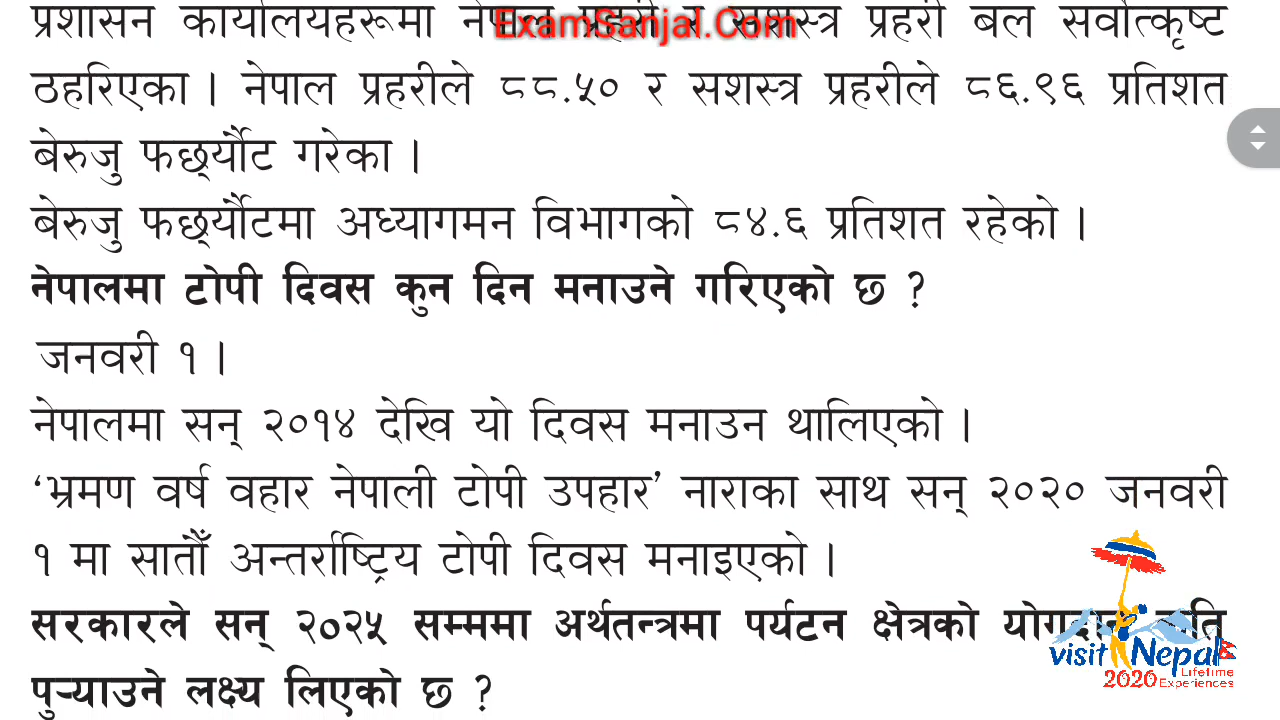 प्रशासन कार्यालयहरूमा नेपाल प्रहरी र सशस्त्र प्रहरी बल सर्वोत्कृष्ट
ExamSanjal.Com
ठहरिएका । नेपाल प्रहरीले ८८.५० र सशस्त्र प्रहरीले ८६.९६ प्रतिशत
बेरुजु फछ्र्यौट गरेका ।
बेरुजु फछ्र्यौटमा अध्यागमन विभागको ८४.६ प्रतिशत रहेको ।
नेपालमा टोपी दिवस कुन दिन मनाउने गरिएको छ ?
जनवरी १ ।
नेपालमा सन् २०१४ देखि यो दिवस मनाउन थालिएको ।
‘भ्रमण वर्ष वहार नेपाली टोपी उपहार’ नाराका साथ सन् २०२० जनवरी
१ मा सातौँ अन्तर्राष्ट्रिय टोपी दिवस मनाइएको ।
सरकारले सन् २०२५ सम्ममा अर्थतन्त्रमा पर्यटन क्षेत्रको योगदान कति
पुऱ्याउने लक्ष्य लिएको छ ?
visit Nepal
2020 Lifetime Experiences